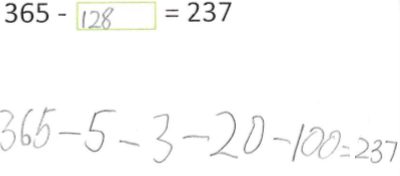 365 - 128 = 237
365 - 5 - 3 - 20 - 100 = 237